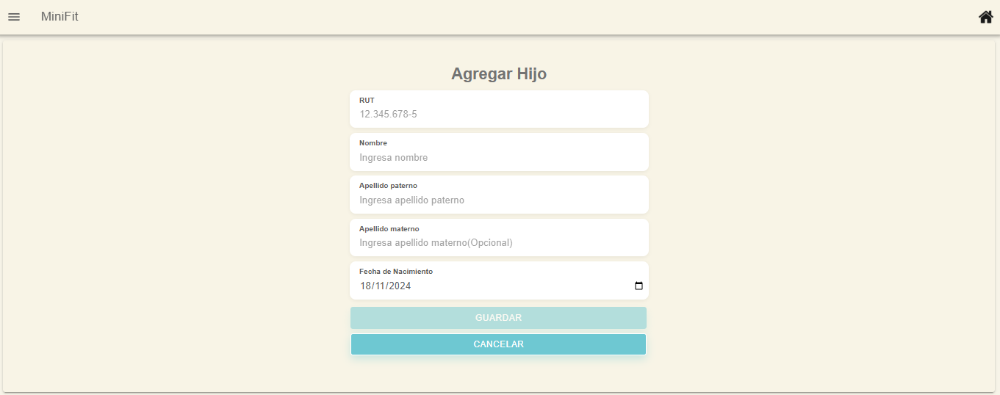 MiniFit
Agregar Hijo
RUT
12.345.678-5
Nombre
Ingresa nombre
Apellido paterno
Ingresa apellido paterno
Apellido materno
Ingresa apellido materno(Opcional)
Fecha de Nacimiento
18/11/2024
GUARDAR
CANCELAR